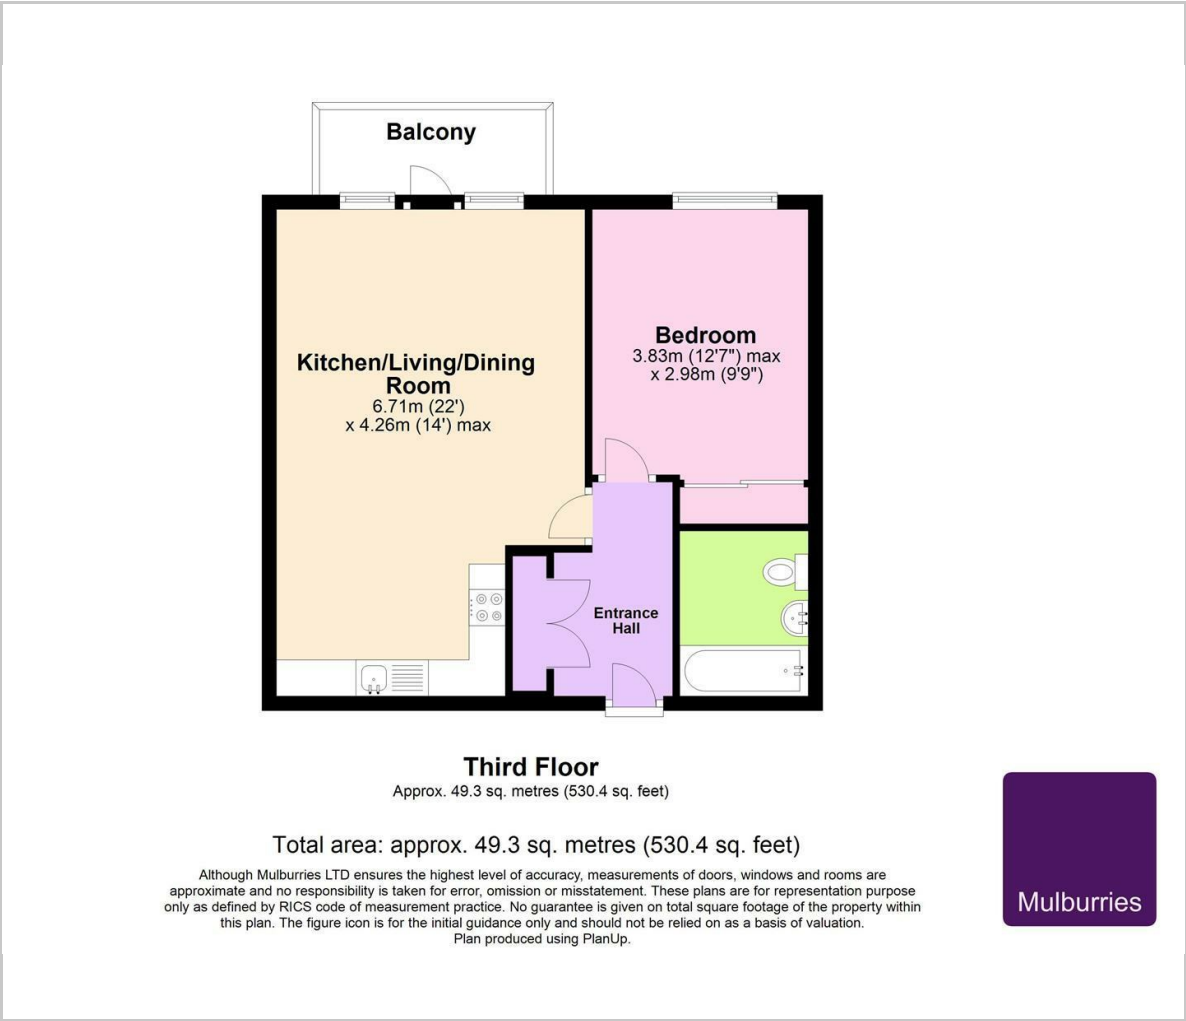 Balcony
Kitchen/Living/Dining
Room
6.71m (22')
x 4.26m (14') max
Bedroom
3.83m (12'7") max
x 2.98m (9'9")
Entrance
Hall
Third Floor
Approx. 49.3 sq. metres (530.4 sq. feet)
Total area: approx. 49.3 sq. metres (530.4 sq. feet)
Although Mulburries LTD ensures the highest level of accuracy, measurements of doors, windows and rooms are
approximate and no responsibility is taken for error, omission or misstatement. These plans are for representation purpose
only as defined by RICS code of measurement practice. No guarantee is given on total square footage of the property within
this plan. The figure icon is for the initial guidance only and should not be relied on as a basis of valuation.
Plan produced using PlanUp.
Mulburries